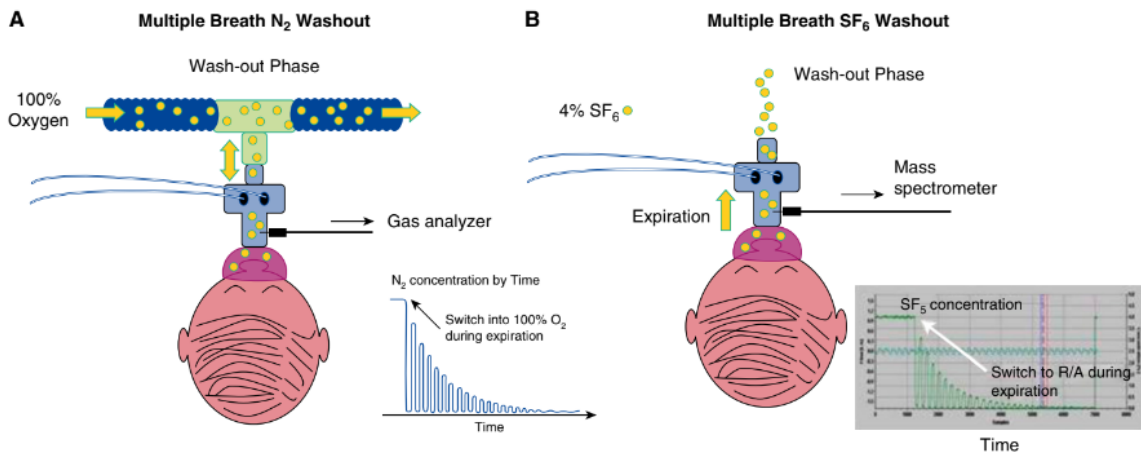 A
Multiple Breath N₂ Washout
Wash-out Phase
100%
Oxygen
Gas analyzer
N₂ concentration by Time
Switch into 100% O₂
during expiration
Time
B
Multiple Breath SF₆ Washout
Wash-out Phase
4% SF₆
Mass
spectrometer
Expiration
SF₅ concentration
Switch to R/A during
expiration
Time